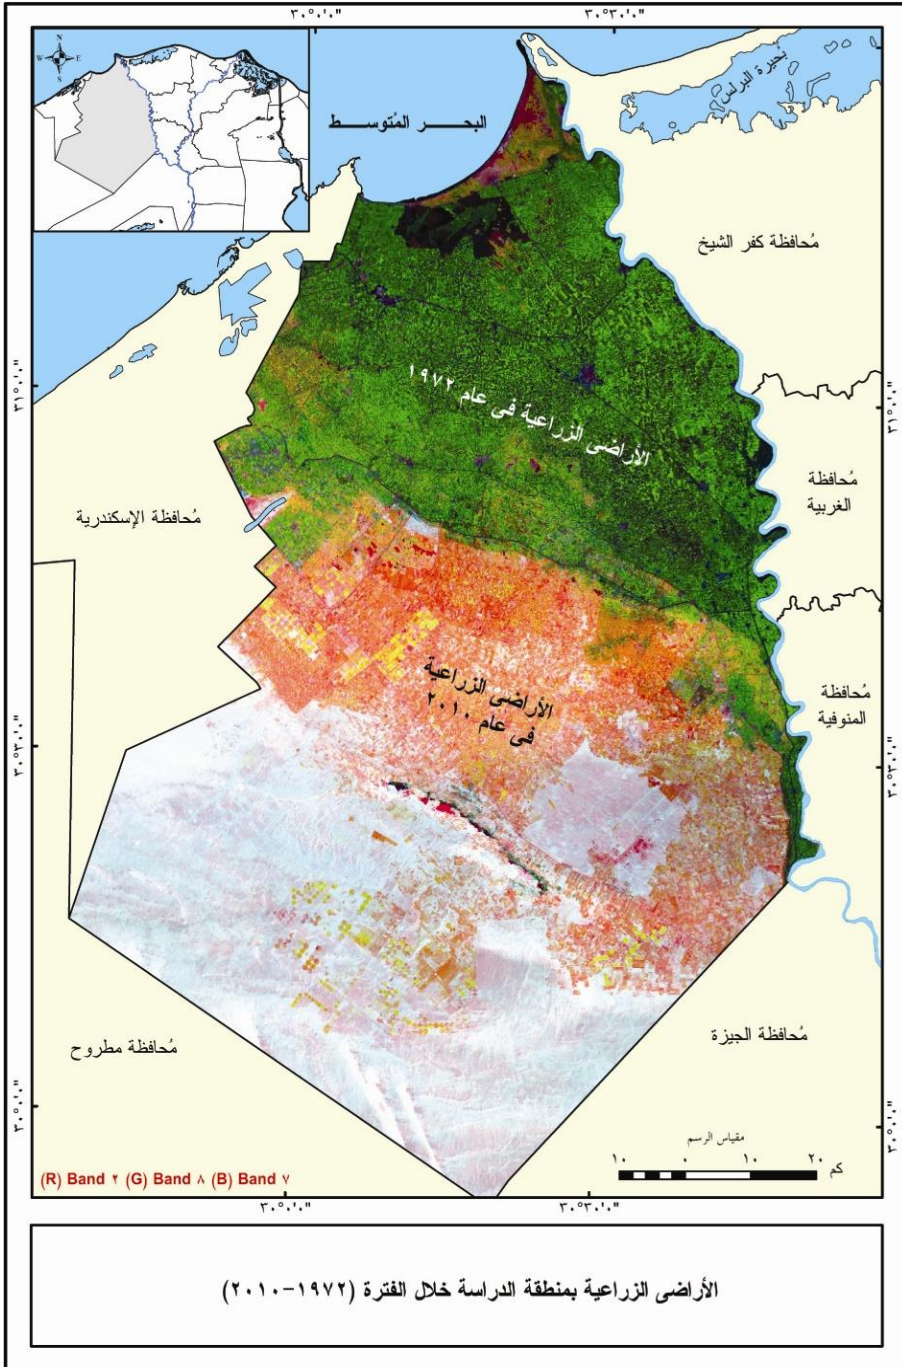 ٣٠°٠'٠"
٣٠°٣٠'٠"
N
W E
S
البحـــر المُتوســـط
بُحيرة البرلس
مُحافظة كفر الشيخ
٣١°٠'٠"
٣١°٠'٠"
الأراضى الزراعية فى عام ١٩٧٢
مُحافظة
الغربية
مُحافظة الإسكندرية
الأراضى الزراعية
فى عام ٢٠١٠
مُحافظة
المنوفية
٣٠°٣٠'٠"
٣٠°٣٠'٠"
مُحافظة الجيزة
مُحافظة مطروح
٣٠°٠'٠"
٣٠°٠'٠"
مقياس الرسم
١٠ ٠ ١٠ ٢٠
كم
(R) Band ٢ (G) Band ٨ (B) Band ٧
٣٠°٠'٠"
٣٠°٣٠'٠"
الأراضى الزراعية بمنطقة الدراسة خلال الفترة (١٩٧٢-٢٠١٠)